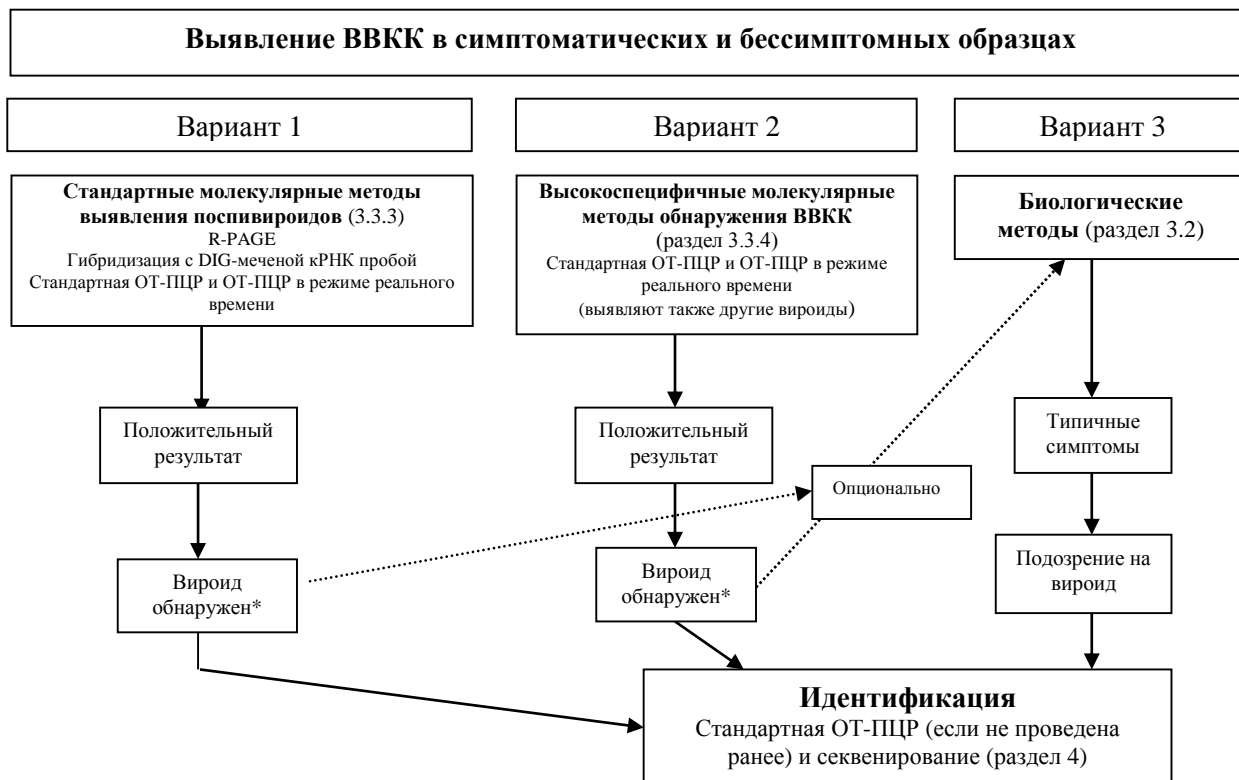 Выявление ВВКК в симптоматических и бессимптомных образцах
Вариант 1
Вариант 2
Вариант 3
Стандартные молекулярные методы
выявления поспивироидов (3.3.3)
R-PAGE
Гибридизация с DIG-меченой кРНК пробой
Стандартная ОТ-ПЦР и ОТ-ПЦР в режиме реального
времени
Высокоспецифичные молекулярные
методы обнаружения ВВКК
(раздел 3.3.4)
Стандартная ОТ-ПЦР и ОТ-ПЦР в режиме
реального времени
(выявляют также другие вироиды)
Биологические
методы (раздел 3.2)
Положительный
результат
Положительный
результат
Типичные
симптомы
Опционально
Вироид
обнаружен*
Вироид
обнаружен*
Подозрение на
вироид
Идентификация
Стандартная ОТ-ПЦР (если не проведена
ранее) и секвенирование (раздел 4)